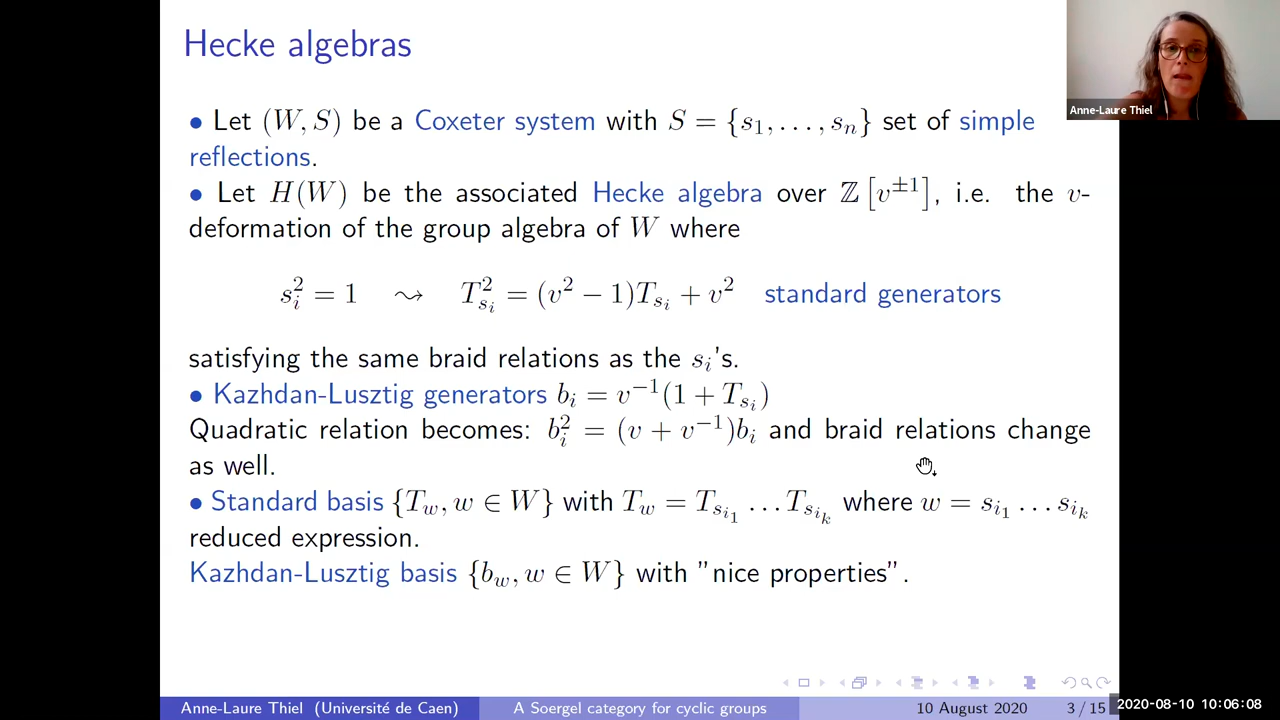 Hecke algebras
• Let (W, S) be a Coxeter system with S = {s₁, . . . , sₙ} set of simple
reflections.
• Let H(W) be the associated Hecke algebra over ℤ [v^{±1}], i.e. the v-
deformation of the group algebra of W where
s_i^2 = 1 ⇝ T_{s_i}^2 = (v^2 − 1)T_{s_i} + v^2 standard generators
satisfying the same braid relations as the s_i's.
• Kazhdan-Lusztig generators b_i = v^{−1}(1 + T_{s_i})
Quadratic relation becomes: b_i^2 = (v + v^{−1})b_i and braid relations change
as well.
• Standard basis {T_w, w ∈ W} with T_w = T_{s_{i_1}} . . . T_{s_{i_k}} where w = s_{i_1} . . . s_{i_k}
reduced expression.
Kazhdan-Lusztig basis {b_w, w ∈ W} with "nice properties".
Anne-Laure Thiel
Anne-Laure Thiel (Université de Caen) A Soergel category for cyclic groups 10 August 2020 3 / 15
2020-08-10 10:06:08